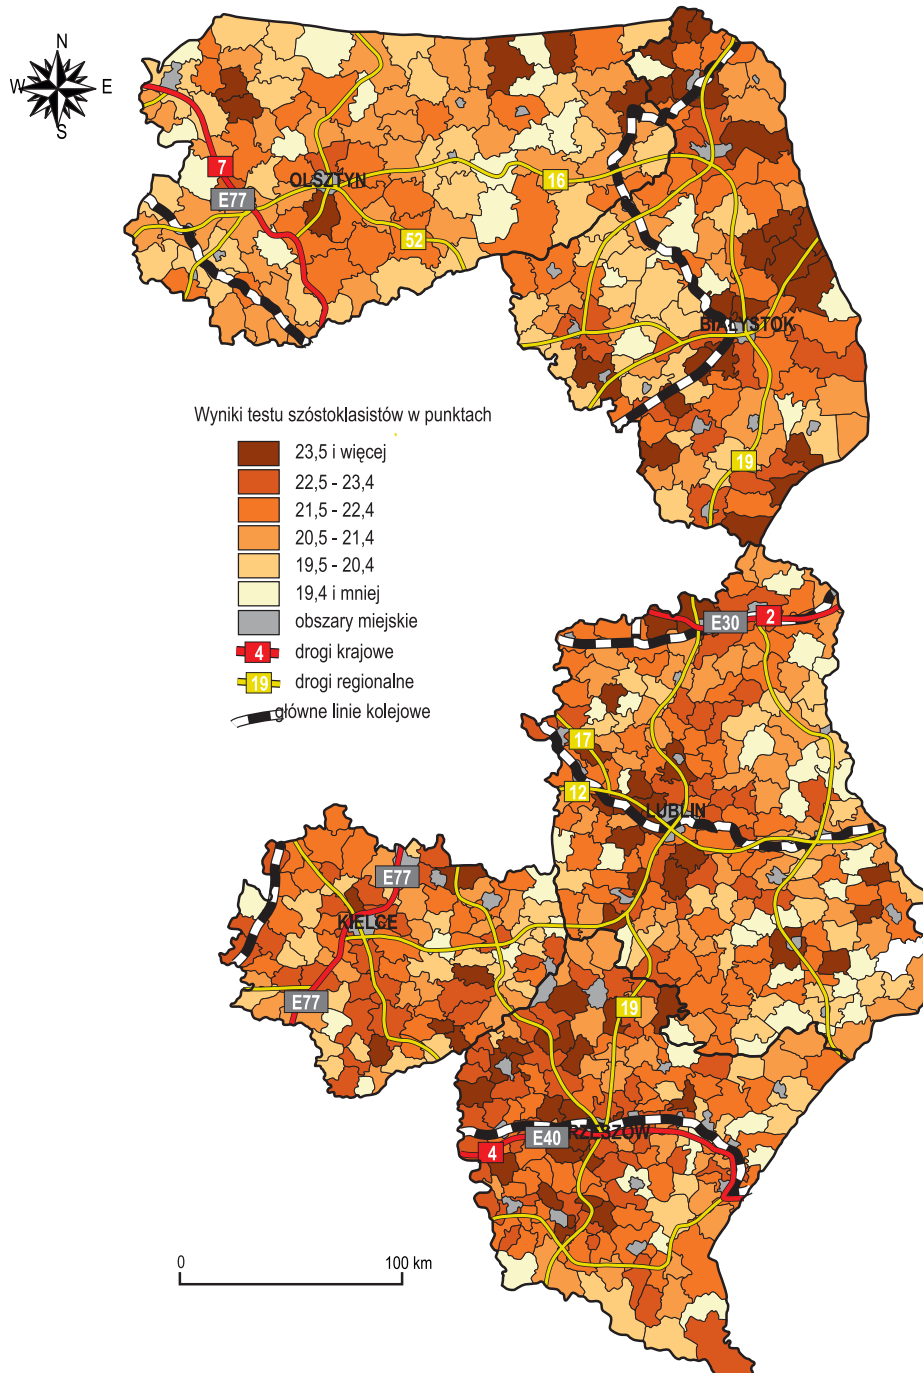 N
W E
S
7
OLSZTYN
16
E77
52
BIAŁYSTOK
Wyniki testu szóstoklasistów w punktach
23,5 i więcej
22,5 - 23,4
21,5 - 22,4
20,5 - 21,4
19,5 - 20,4
19,4 i mniej
obszary miejskie
4 drogi krajowe
19 drogi regionalne
główne linie kolejowe
19
E30 2
17
12
LUBLIN
E77
KIELCE
E77
19
RZESZÓW
E40
4
0 100 km